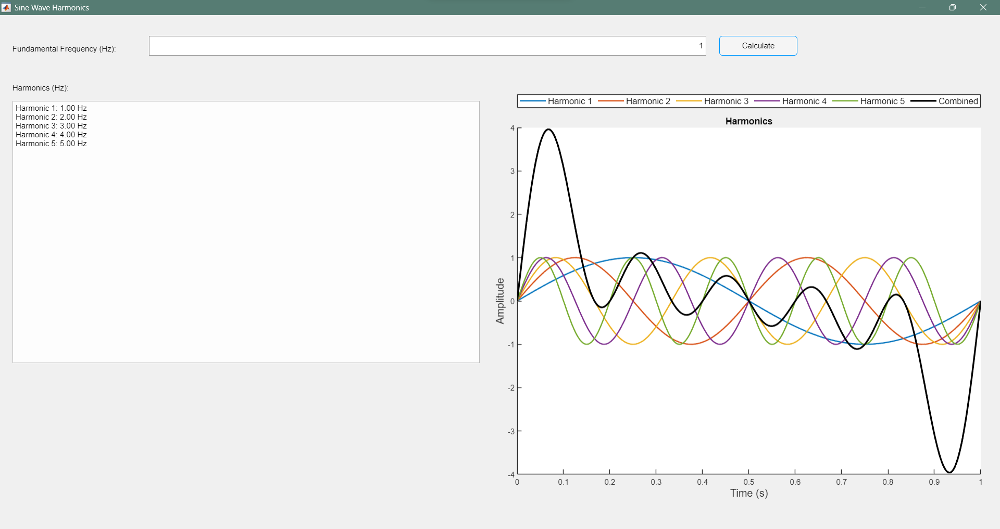 Sine Wave Harmonics
Fundamental Frequency (Hz):
1
Calculate
Harmonics (Hz):
Harmonic 1: 1.00 Hz
Harmonic 2: 2.00 Hz
Harmonic 3: 3.00 Hz
Harmonic 4: 4.00 Hz
Harmonic 5: 5.00 Hz
Harmonic 1 Harmonic 2 Harmonic 3 Harmonic 4 Harmonic 5 Combined
Harmonics
4
3
2
1
0
-1
-2
-3
-4
Amplitude
0 0.1 0.2 0.3 0.4 0.5 0.6 0.7 0.8 0.9 1
Time (s)